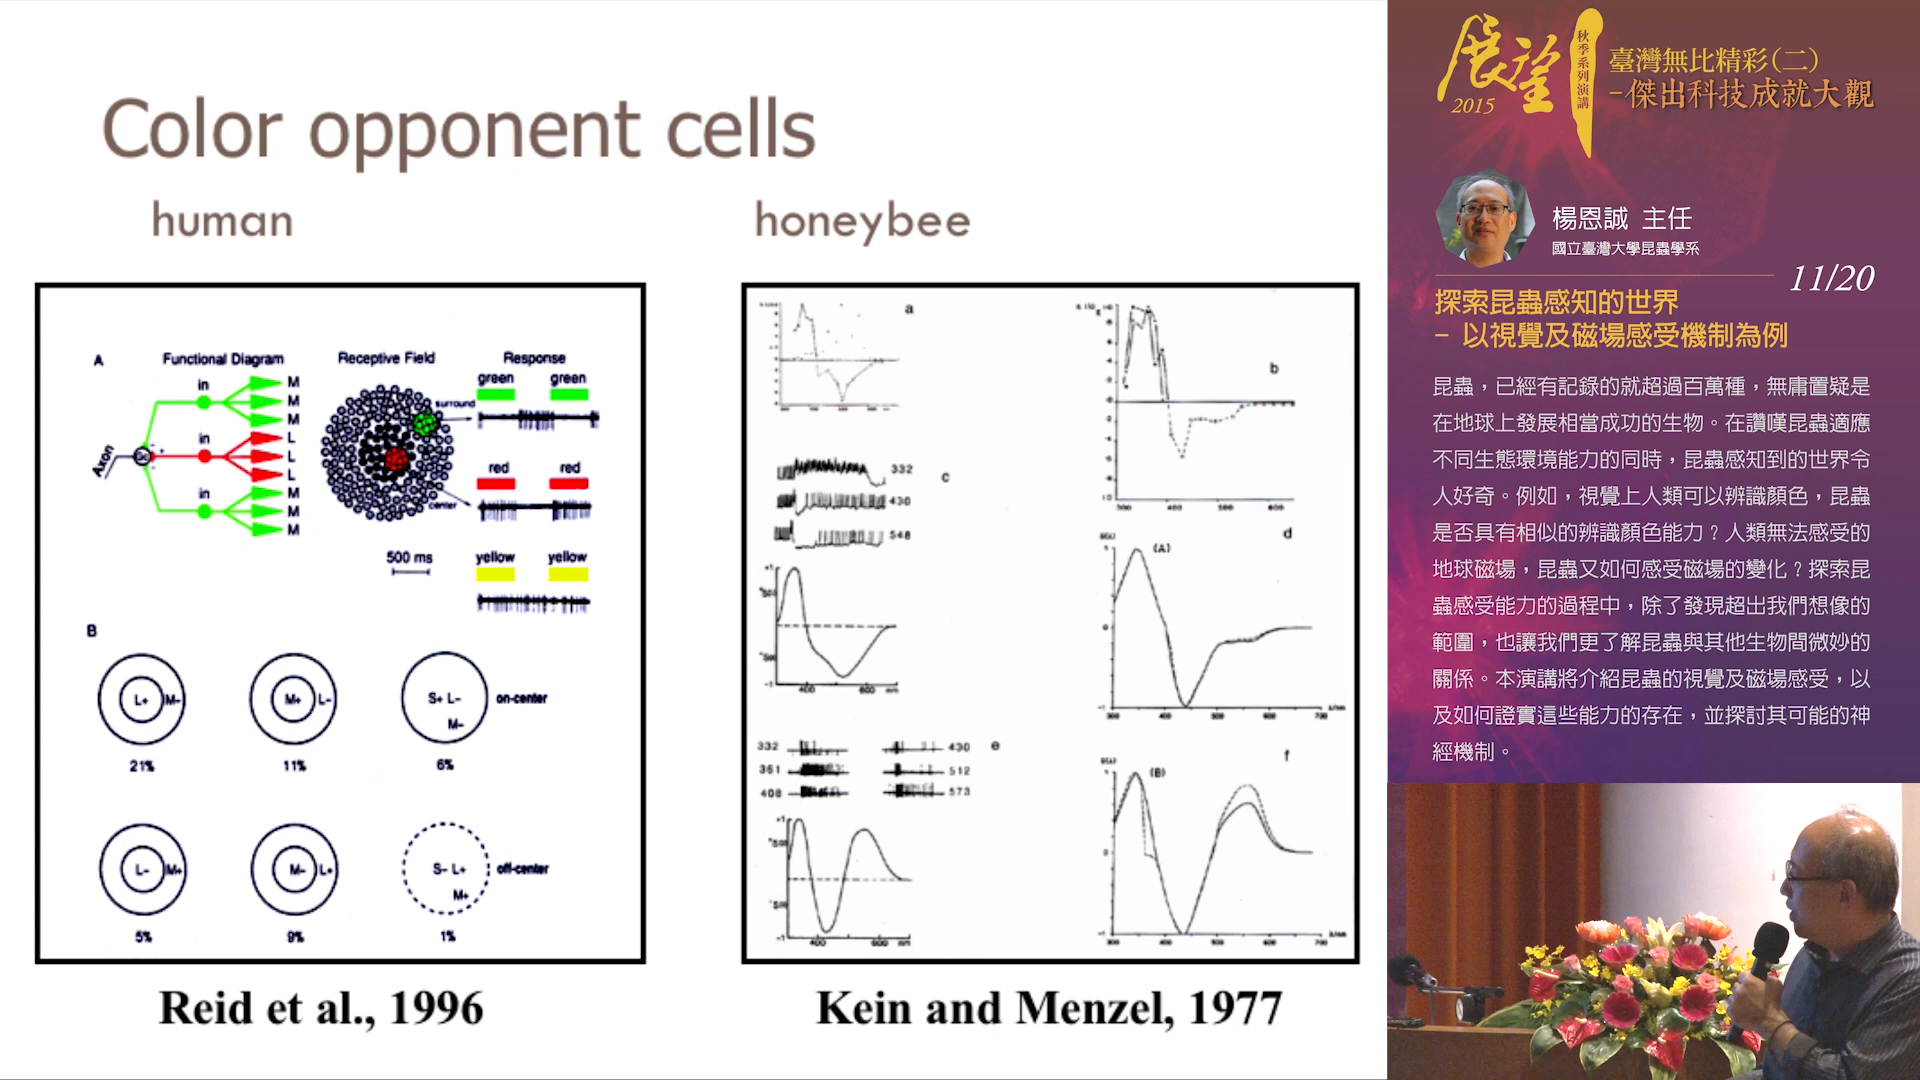 Color opponent cells
human
honeybee
A
Functional Diagram
Receptive Field
Response
in
M
M
M
in
L
L
L
in
M
M
M
Axon
surround
center
green
green
red
red
500 ms
yellow
yellow
B
L+
M-
21%
M+
L-
11%
S+ L-
M-
6%
on-center
L-
M+
5%
M-
L+
9%
S- L+
M+
1%
off-center
Reid et al., 1996
a
b
300
400
500
600
332
430
548
c
400
600
nm
d
(A)
300
400
500
600
700
332
361
408
430
512
573
e
400
600
nm
f
(B)
300
400
500
600
700
Kein and Menzel, 1977
展望
2015
秋季系列演講
臺灣無比精彩(二)
-傑出科技成就大觀
楊恩誠 主任
國立臺灣大學昆蟲學系
11/20
探索昆蟲感知的世界
- 以視覺及磁場感受機制為例
昆蟲，已經有記錄的就超過百萬種，無庸置疑是
在地球上發展相當成功的生物。在讚嘆昆蟲適應
不同生態環境能力的同時，昆蟲感知到的世界令
人好奇。例如，視覺上人類可以辨識顏色，昆蟲
是否具有相似的辨識顏色能力？人類無法感受的
地球磁場，昆蟲又如何感受磁場的變化？探索昆
蟲感受能力的過程中，除了發現超出我們想像的
範圍，也讓我們更了解昆蟲與其他生物間微妙的
關係。本演講將介紹昆蟲的視覺及磁場感受，以
及如何證實這些能力的存在，並探討其可能的神
經機制。